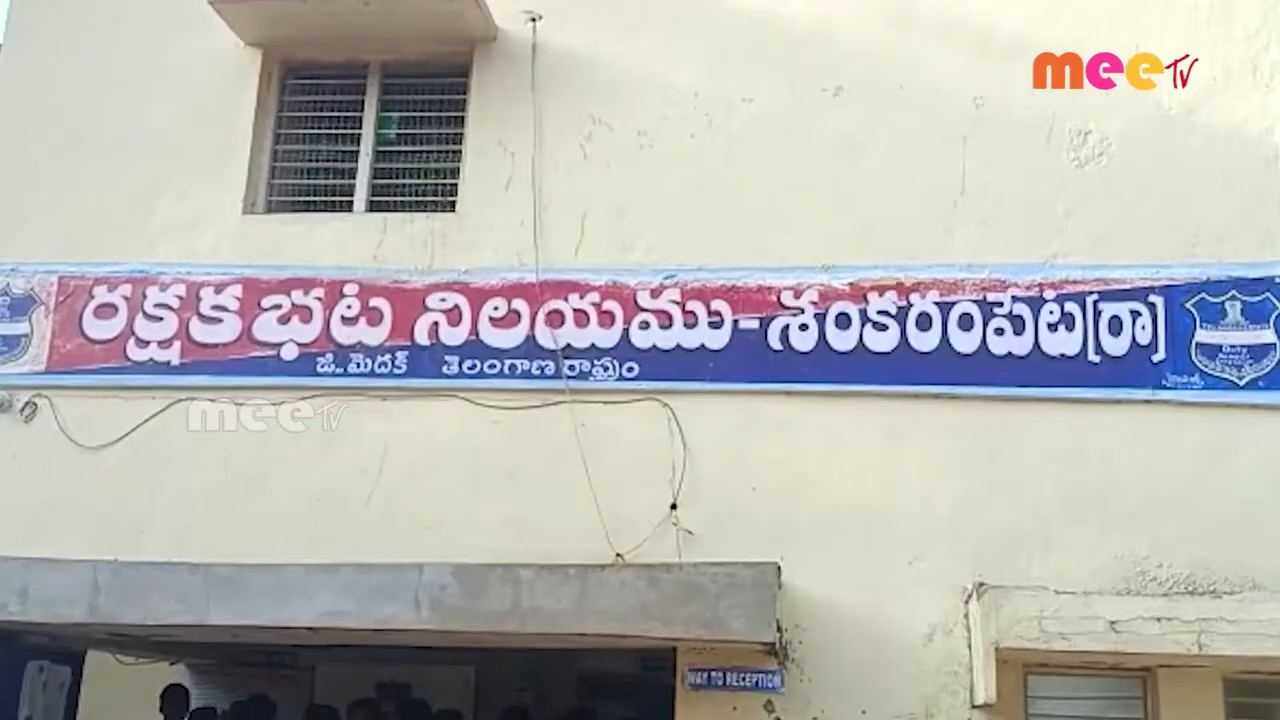 meeTV
రక్షకభట నిలయము-శంకరంపేట[రా]
జి..మెదక్ తెలంగాణ రాష్ట్రం
meeTV
WAY TO RECEPTION